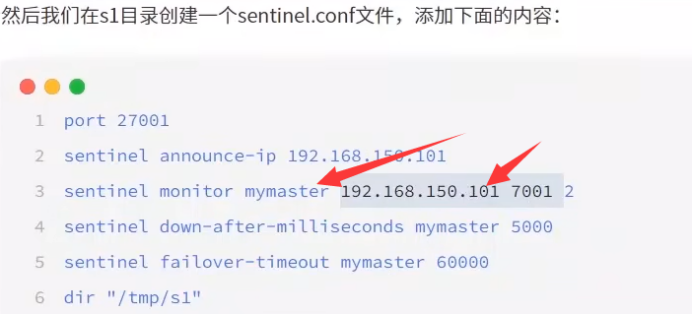 然后我们在s1目录创建一个sentinel.conf文件，添加下面的内容：
1 port 27001
2 sentinel announce-ip 192.168.150.101
3 sentinel monitor mymaster 192.168.150.101 7001 2
4 sentinel down-after-milliseconds mymaster 5000
5 sentinel failover-timeout mymaster 60000
6 dir "/tmp/s1"